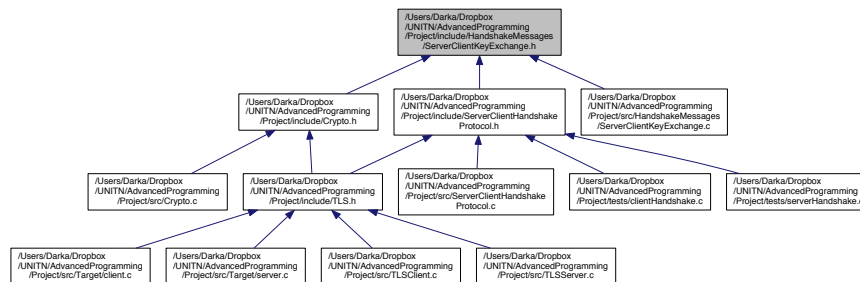 /Users/Darka/Dropbox
/UNITN/AdvancedProgramming
/Project/include/HandshakeMessages
/ServerClientKeyExchange.h
/Users/Darka/Dropbox
/UNITN/AdvancedProgramming
/Project/include/Crypto.h
/Users/Darka/Dropbox
/UNITN/AdvancedProgramming
/Project/include/ServerClientHandshake
Protocol.h
/Users/Darka/Dropbox
/UNITN/AdvancedProgramming
/Project/src/HandshakeMessages
/ServerClientKeyExchange.c
/Users/Darka/Dropbox
/UNITN/AdvancedProgramming
/Project/src/Crypto.c
/Users/Darka/Dropbox
/UNITN/AdvancedProgramming
/Project/include/TLS.h
/Users/Darka/Dropbox
/UNITN/AdvancedProgramming
/Project/src/ServerClientHandshake
Protocol.c
/Users/Darka/Dropbox
/UNITN/AdvancedProgramming
/Project/tests/clientHandshake.c
/Users/Darka/Dropbox
/UNITN/AdvancedProgramming
/Project/tests/serverHandshake.c
/Users/Darka/Dropbox
/UNITN/AdvancedProgramming
/Project/src/Target/client.c
/Users/Darka/Dropbox
/UNITN/AdvancedProgramming
/Project/src/Target/server.c
/Users/Darka/Dropbox
/UNITN/AdvancedProgramming
/Project/src/TLSClient.c
/Users/Darka/Dropbox
/UNITN/AdvancedProgramming
/Project/src/TLSServer.c